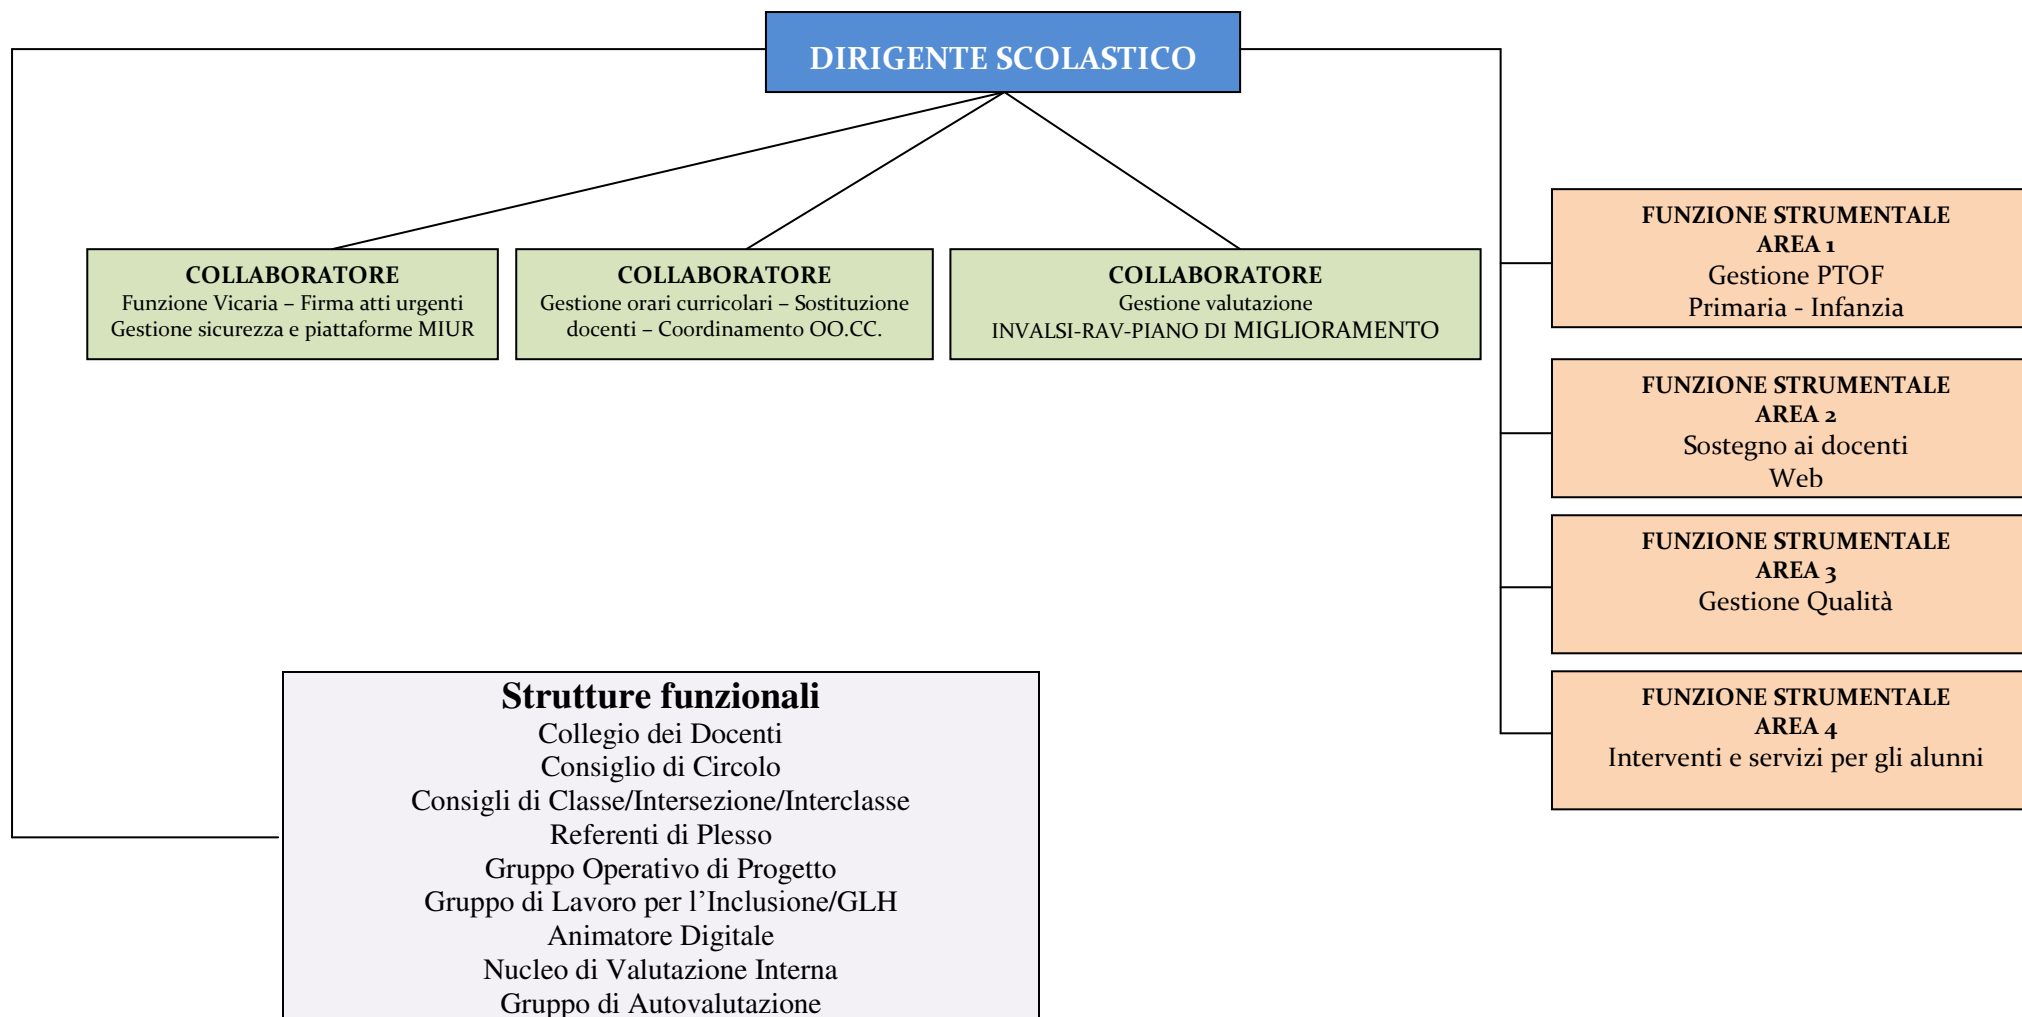 DIRIGENTE SCOLASTICO
COLLABORATORE
Funzione Vicaria – Firma atti urgenti
Gestione sicurezza e piattaforme MIUR
COLLABORATORE
Gestione orari curricolari – Sostituzione
docenti – Coordinamento OO.CC.
COLLABORATORE
Gestione valutazione
INVALSI-RAV-PIANO DI MIGLIORAMENTO
FUNZIONE STRUMENTALE
AREA 1
Gestione PTOF
Primaria - Infanzia
FUNZIONE STRUMENTALE
AREA 2
Sostegno ai docenti
Web
FUNZIONE STRUMENTALE
AREA 3
Gestione Qualità
FUNZIONE STRUMENTALE
AREA 4
Interventi e servizi per gli alunni
Strutture funzionali
Collegio dei Docenti
Consiglio di Circolo
Consigli di Classe/Intersezione/Interclasse
Referenti di Plesso
Gruppo Operativo di Progetto
Gruppo di Lavoro per l’Inclusione/GLH
Animatore Digitale
Nucleo di Valutazione Interna
Gruppo di Autovalutazione